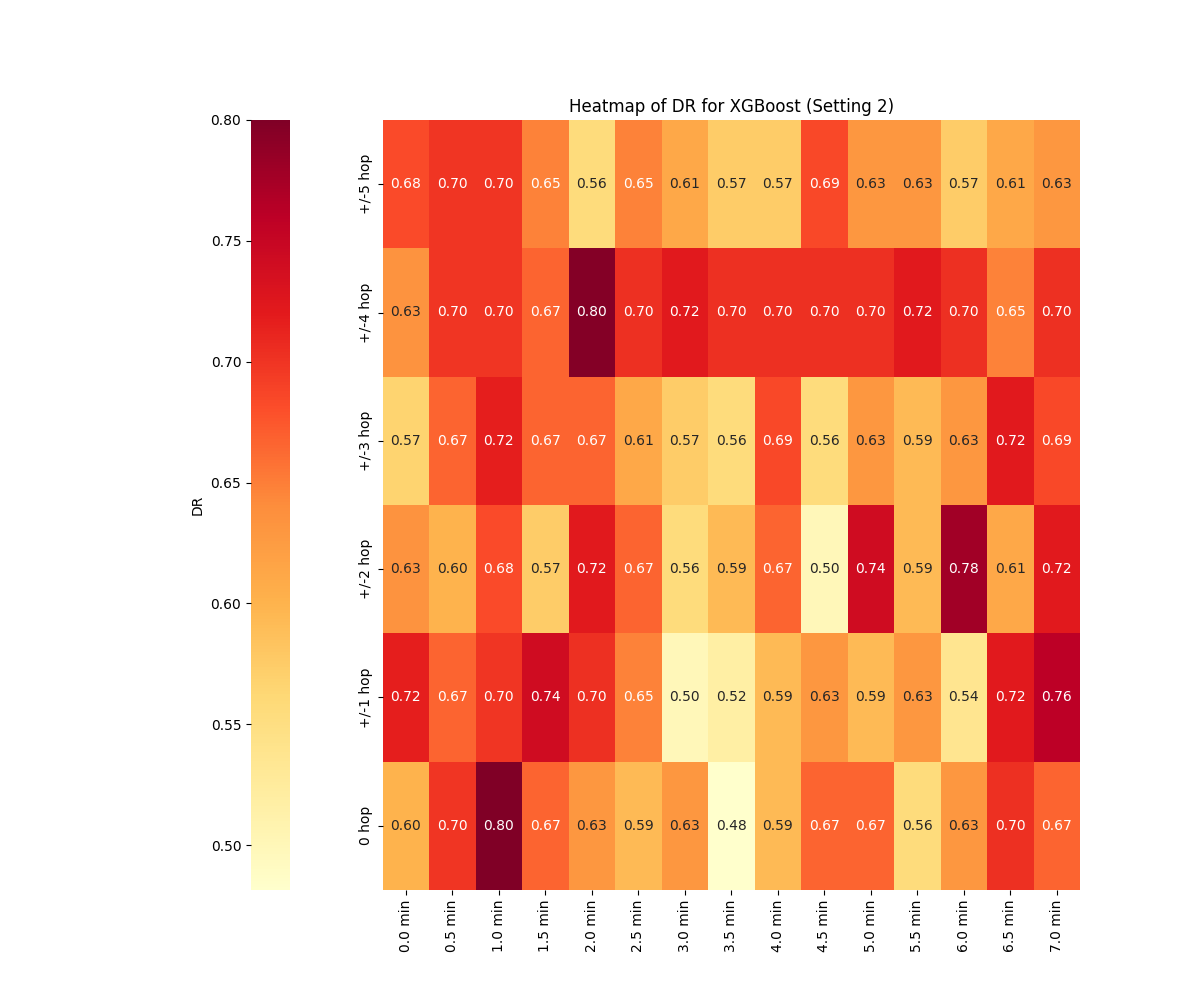 Heatmap of DR for XGBoost (Setting 2)
DR
0.80
0.75
0.70
0.65
0.60
0.55
0.50
+/-5 hop
0.68 0.70 0.70 0.65 0.56 0.65 0.61 0.57 0.57 0.69 0.63 0.63 0.57 0.61 0.63
+/-4 hop
0.63 0.70 0.70 0.67 0.80 0.70 0.72 0.70 0.70 0.70 0.70 0.72 0.70 0.65 0.70
+/-3 hop
0.57 0.67 0.72 0.67 0.67 0.61 0.57 0.56 0.69 0.56 0.63 0.59 0.63 0.72 0.69
+/-2 hop
0.63 0.60 0.68 0.57 0.72 0.67 0.56 0.59 0.67 0.50 0.74 0.59 0.78 0.61 0.72
+/-1 hop
0.72 0.67 0.70 0.74 0.70 0.65 0.50 0.52 0.59 0.63 0.59 0.63 0.54 0.72 0.76
0 hop
0.60 0.70 0.80 0.67 0.63 0.59 0.63 0.48 0.59 0.67 0.67 0.56 0.63 0.70 0.67
0.0 min
0.5 min
1.0 min
1.5 min
2.0 min
2.5 min
3.0 min
3.5 min
4.0 min
4.5 min
5.0 min
5.5 min
6.0 min
6.5 min
7.0 min